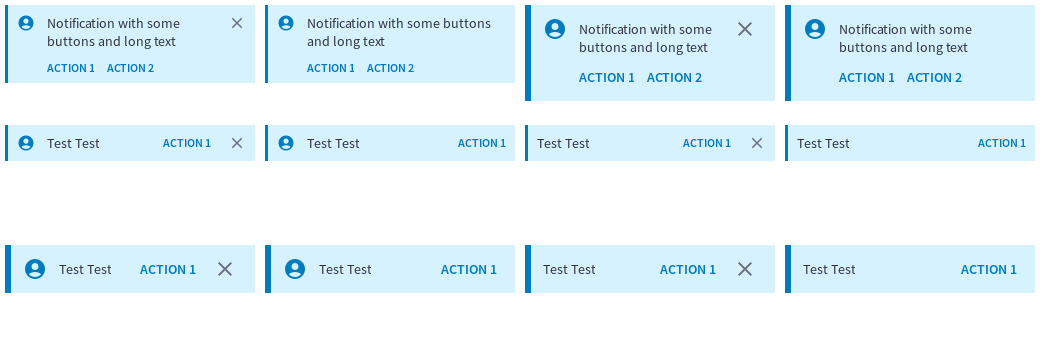 Notification with some
buttons and long text
ACTION 1 ACTION 2
Notification with some buttons
and long text
ACTION 1 ACTION 2
Notification with some
buttons and long text
ACTION 1 ACTION 2
Notification with some
buttons and long text
ACTION 1 ACTION 2
Test Test ACTION 1
Test Test ACTION 1
Test Test ACTION 1
Test Test ACTION 1
Test Test ACTION 1
Test Test ACTION 1
Test Test ACTION 1
Test Test ACTION 1